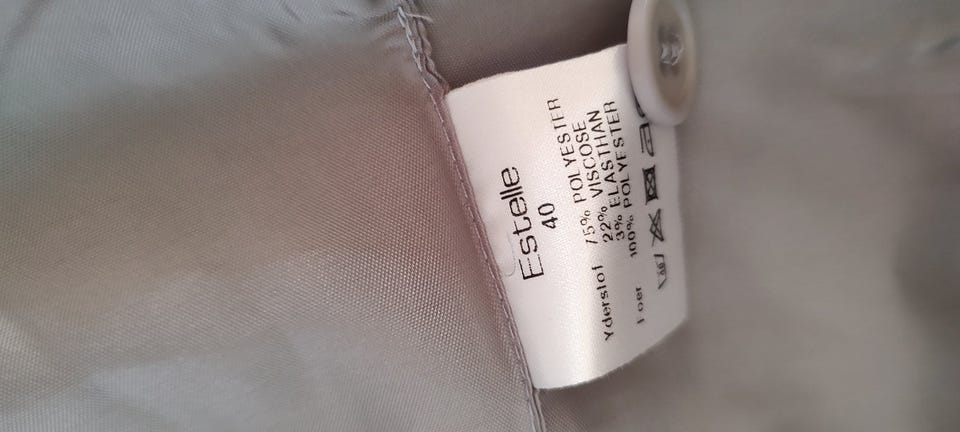 Estelle
40
Yderstof 75% POLYESTER
22% VISCOSE
3% ELASTHAN
Foer 100% POLYESTER